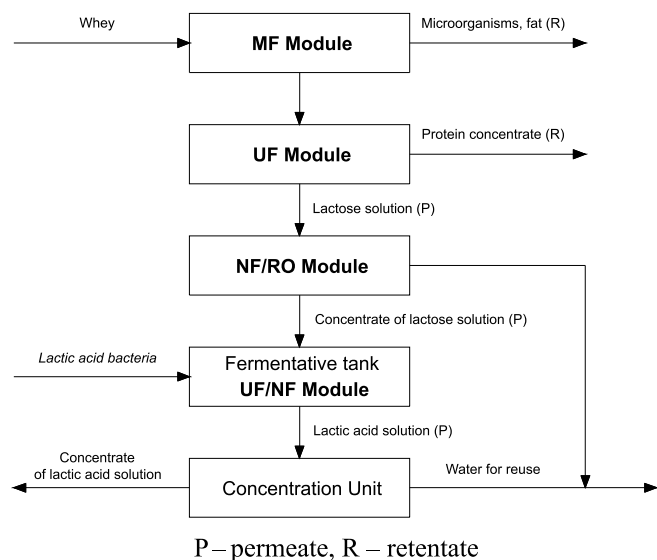 Whey
MF Module
Microorganisms, fat (R)
UF Module
Protein concentrate (R)
Lactose solution (P)
NF/RO Module
Concentrate of lactose solution (P)
Lactic acid bacteria
Fermentative tank
UF/NF Module
Lactic acid solution (P)
Concentrate
of lactic acid solution
Concentration Unit
Water for reuse
P – permeate, R – retentate